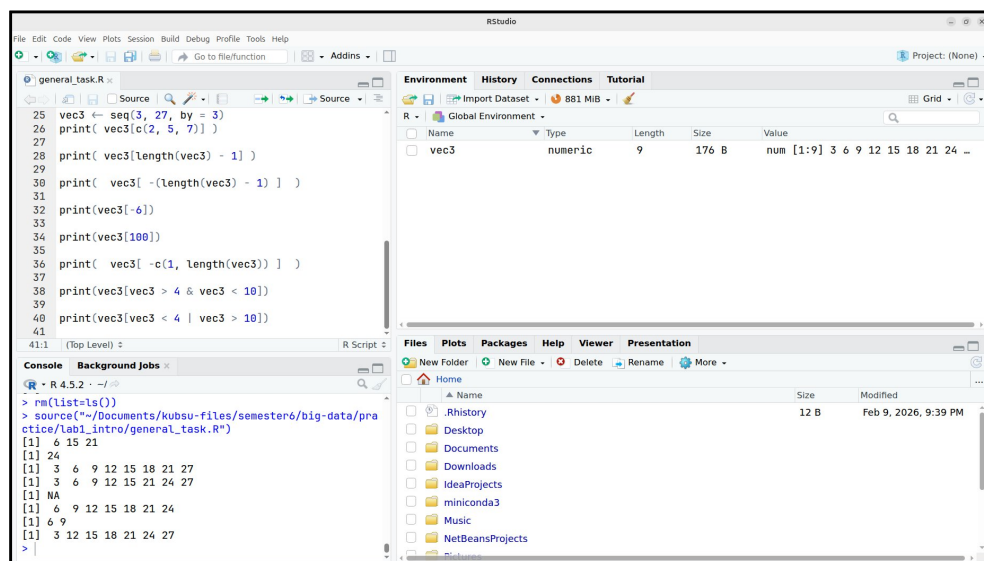 RStudio
File Edit Code View Plots Session Build Debug Profile Tools Help
Go to file/function
Addins
Project: (None)
general_task.R
Source
Source
25 vec3 ← seq(3, 27, by = 3)
26 print( vec3[c(2, 5, 7)] )
27
28 print( vec3[length(vec3) - 1] )
29
30 print(  vec3[ -(length(vec3) - 1) ]  )
31
32 print(vec3[-6])
33
34 print(vec3[100])
35
36 print(  vec3[ -c(1, length(vec3)) ]  )
37
38 print(vec3[vec3 > 4 & vec3 < 10])
39
40 print(vec3[vec3 < 4 | vec3 > 10])
41
41:1 (Top Level) R Script
Console Background Jobs
R 4.5.2 · ~/
> rm(list=ls())
> source("~/Documents/kubsu-files/semester6/big-data/pra
ctice/lab1_intro/general_task.R")
[1]  6 15 21
[1] 24
[1]  3  6  9 12 15 18 21 27
[1]  3  6  9 12 15 21 24 27
[1] NA
[1]  6  9 12 15 18 21 24
[1] 6 9
[1]  3 12 15 18 21 24 27
>
Environment History Connections Tutorial
Import Dataset 881 MiB Grid
R Global Environment
Name Type Length Size Value
vec3 numeric 9 176 B num [1:9] 3 6 9 12 15 18 21 24 …
Files Plots Packages Help Viewer Presentation
New Folder New File Delete Rename More
Home
Name Size Modified
.Rhistory 12 B Feb 9, 2026, 9:39 PM
Desktop
Documents
Downloads
IdeaProjects
miniconda3
Music
NetBeansProjects
Pictures